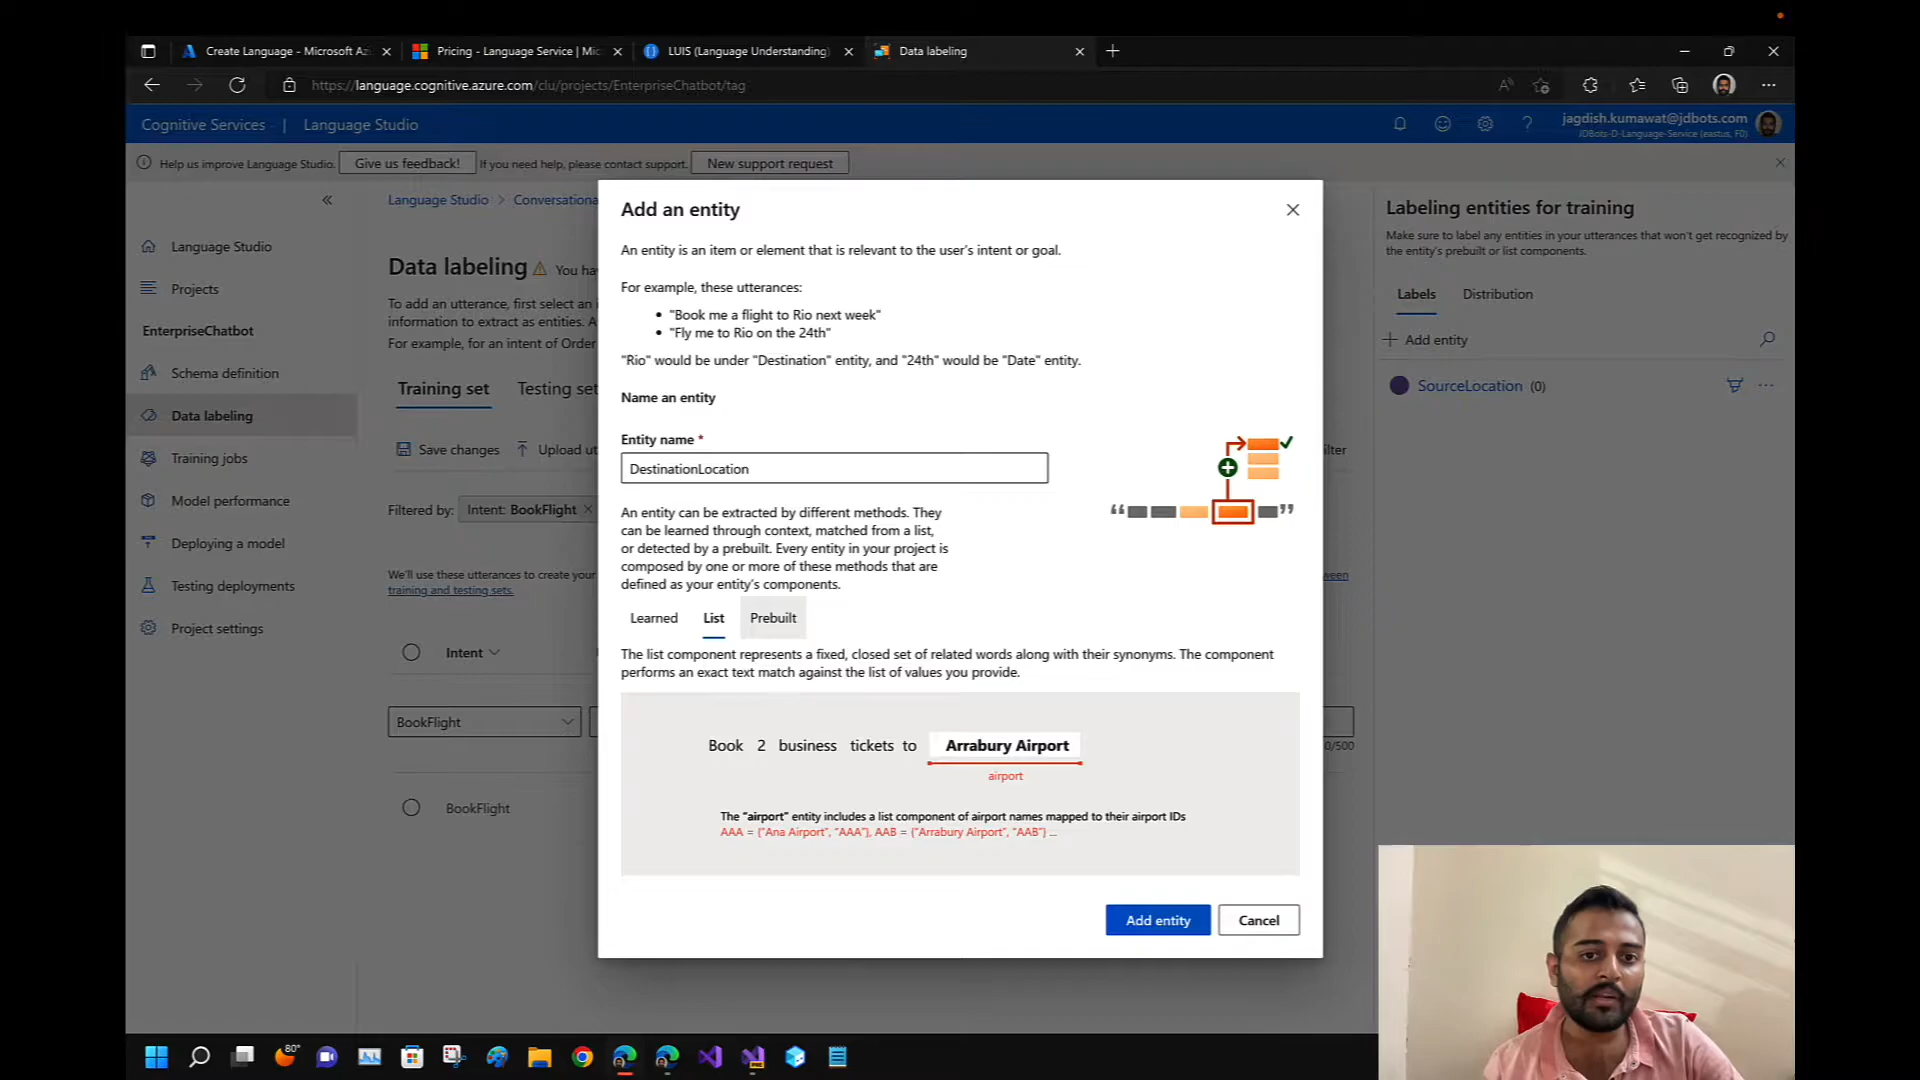 Create Language - Microsoft Az
Pricing - Language Service | Mic
LUIS (Language Understanding)
Data labeling
https://language.cognitive.azure.com/clu/projects/EnterpriseChatbot/tag
Cognitive Services | Language Studio
jagdish.kumawat@jdbots.com
JDBots-D-Language-Service (eastus, F0)
Help us improve Language Studio. Give us feedback! If you need help, please contact support. New support request
Language Studio > Conversationa
Language Studio
Projects
EnterpriseChatbot
Schema definition
Data labeling
Training jobs
Model performance
Deploying a model
Testing deployments
Project settings
Data labeling You ha
To add an utterance, first select an i
information to extract as entities. A
For example, for an intent of Order
Training set Testing set
Save changes Upload ut
ilter
Filtered by: Intent: BookFlight
We'll use these utterances to create your
ween
training and testing sets.
Intent
BookFlight
0/500
BookFlight
Add an entity
An entity is an item or element that is relevant to the user's intent or goal.
For example, these utterances:
• "Book me a flight to Rio next week"
• "Fly me to Rio on the 24th"
"Rio" would be under "Destination" entity, and "24th" would be "Date" entity.
Name an entity
Entity name *
DestinationLocation
An entity can be extracted by different methods. They
can be learned through context, matched from a list,
or detected by a prebuilt. Every entity in your project is
composed by one or more of these methods that are
defined as your entity's components.
Learned List Prebuilt
The list component represents a fixed, closed set of related words along with their synonyms. The component
performs an exact text match against the list of values you provide.
Book 2 business tickets to Arrabury Airport
airport
The "airport" entity includes a list component of airport names mapped to their airport IDs
AAA = {"Ana Airport", "AAA"}, AAB = {"Arrabury Airport", "AAB"} ...
Add entity Cancel
Labeling entities for training
Make sure to label any entities in your utterances that won't get recognized by
the entity's prebuilt or list components.
Labels Distribution
Add entity
SourceLocation (0)
80°